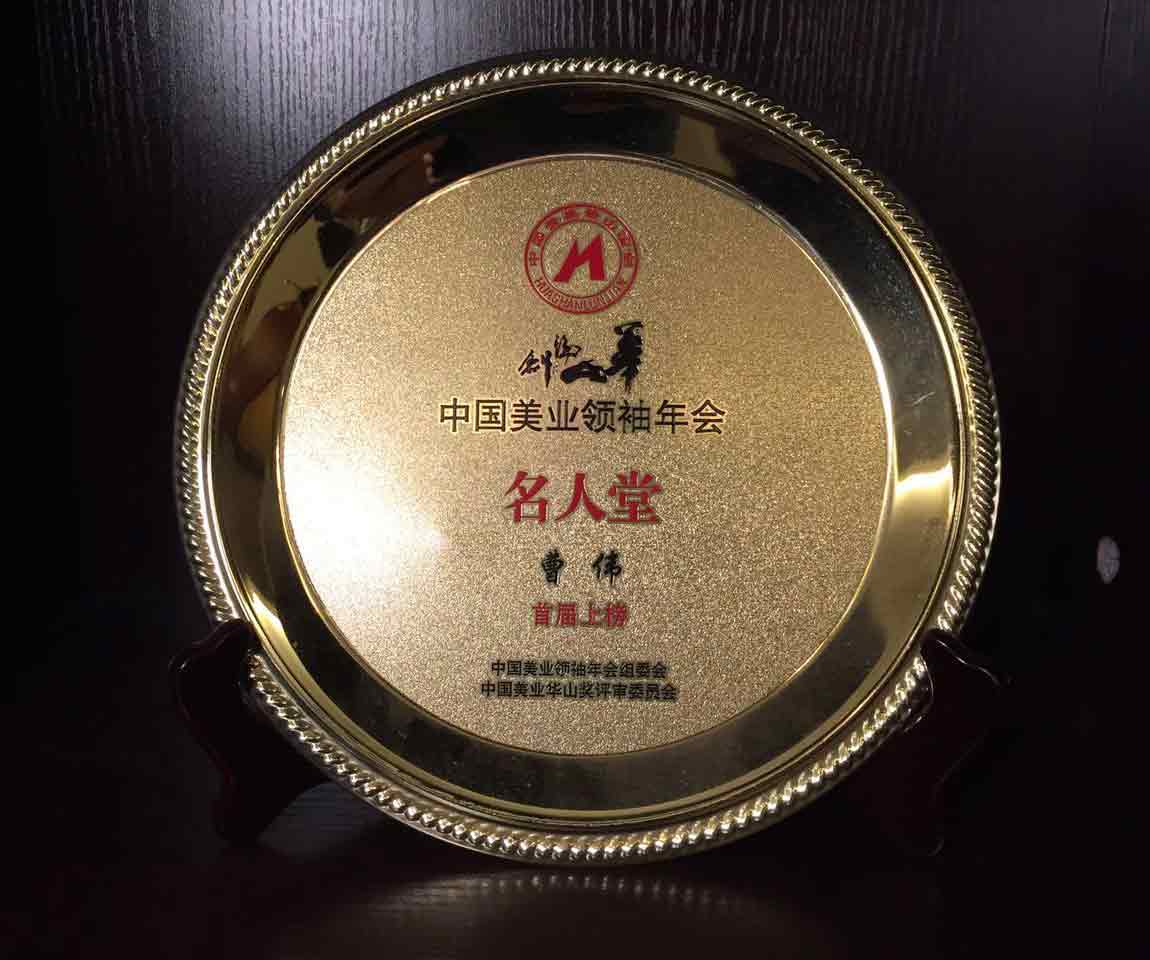 中国美业领袖年会
名人堂
曹 伟
首届上榜
中国美业领袖年会组委会
中国美业华山奖评审委员会